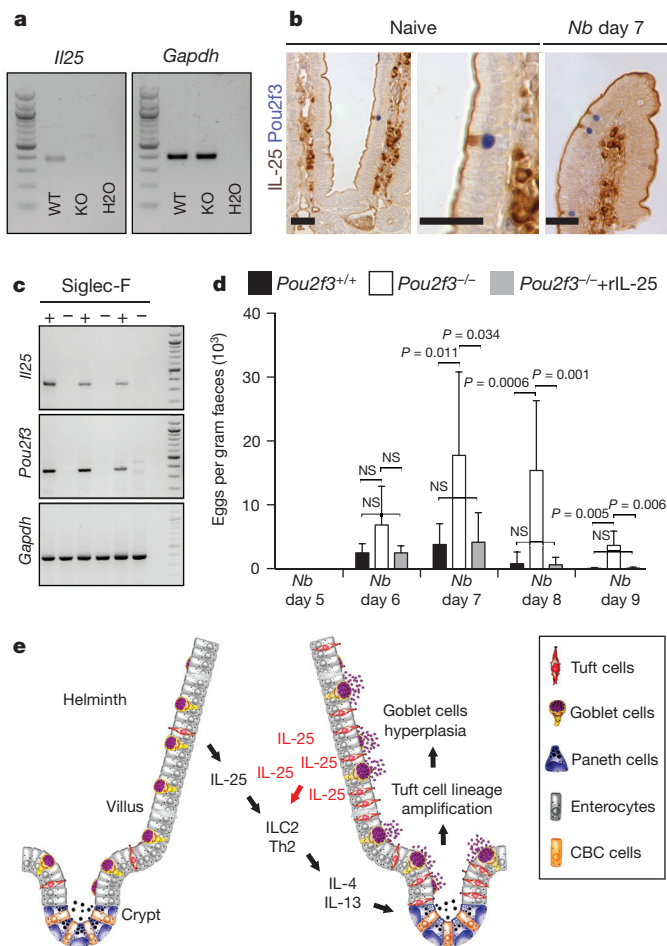 a
Il25
Gapdh
WT
KO
H2O
WT
KO
H2O
b
Naive
Nb day 7
IL-25 Pou2f3
c
Siglec-F
+ – + – + –
Il25
Pou2f3
Gapdh
d
Pou2f3+/+
Pou2f3−/−
Pou2f3−/−+rIL-25
Eggs per gram faeces (10³)
40
30
20
10
0
NS
NS
NS
P = 0.011
P = 0.034
NS
P = 0.0006
P = 0.001
NS
P = 0.005
P = 0.006
NS
Nb day 5
Nb day 6
Nb day 7
Nb day 8
Nb day 9
e
Helminth
Villus
Crypt
IL-25
ILC2
Th2
IL-4
IL-13
IL-25
IL-25
IL-25
IL-25
Goblet cells
hyperplasia
Tuft cell lineage
amplification
Tuft cells
Goblet cells
Paneth cells
Enterocytes
CBC cells